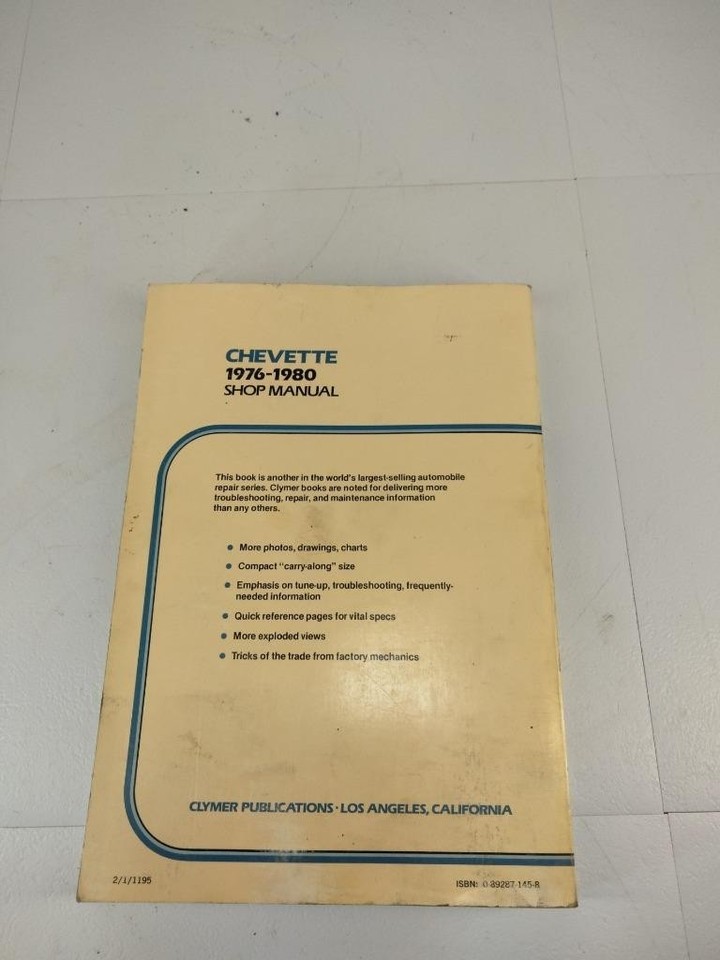 CHEVETTE
1976-1980
SHOP MANUAL
This book is another in the world's largest-selling automobile
repair series. Clymer books are noted for delivering more
troubleshooting, repair, and maintenance information
than any others.
• More photos, drawings, charts
• Compact "carry-along" size
• Emphasis on tune-up, troubleshooting, frequently-
needed information
• Quick reference pages for vital specs
• More exploded views
• Tricks of the trade from factory mechanics
CLYMER PUBLICATIONS · LOS ANGELES, CALIFORNIA
2/1/1195
ISBN: 0-89287-145-8